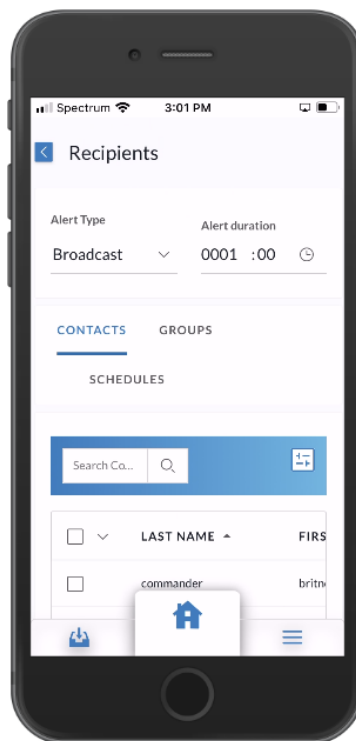 Spectrum 3:01 PM
Recipients
Alert Type
Alert duration
Broadcast
0001 :00
CONTACTS GROUPS
SCHEDULES
Search Co...
LAST NAME FIRS
commander britn